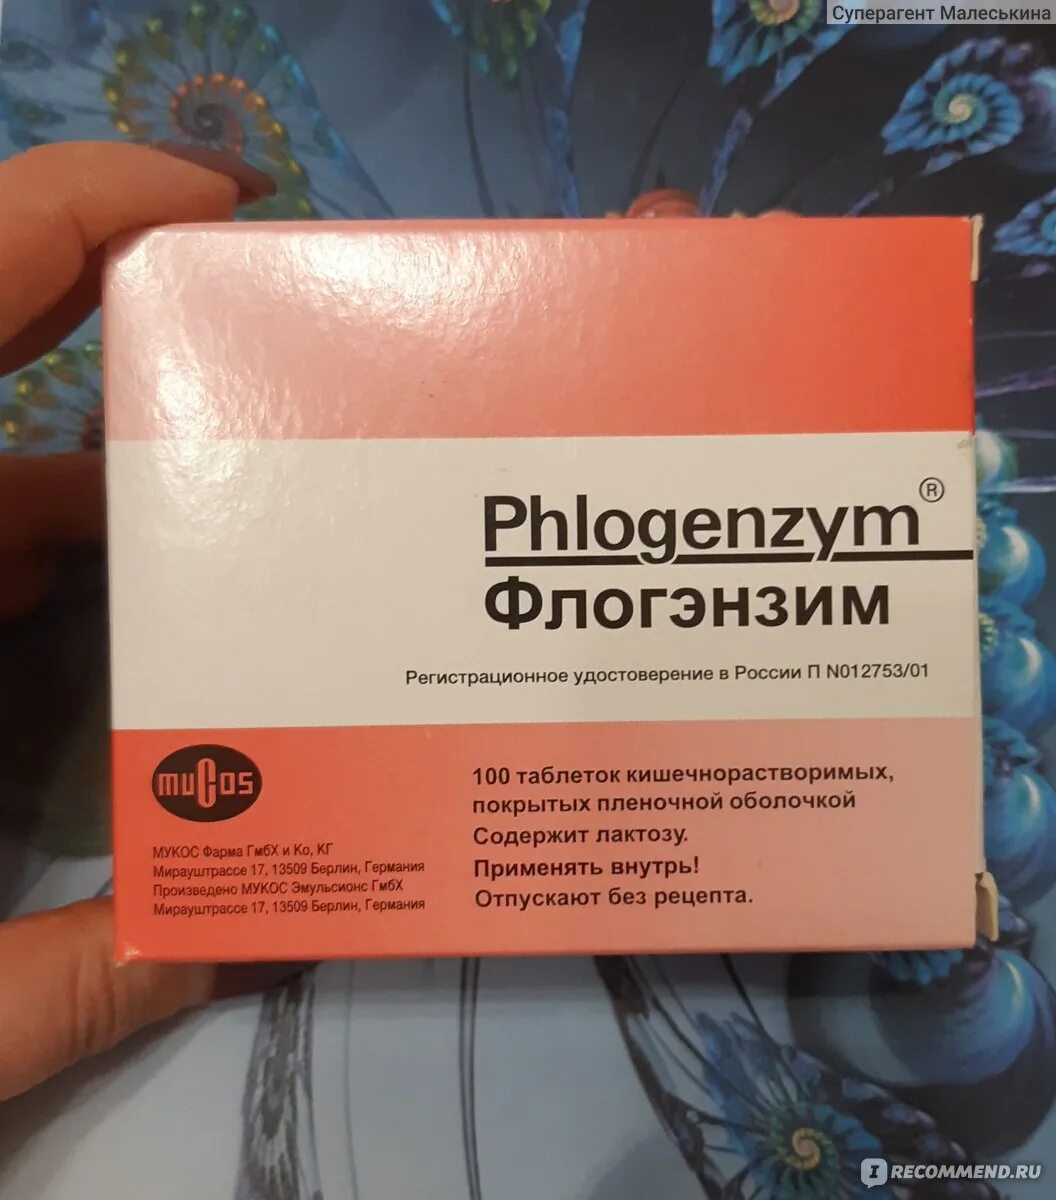 Суперагент Малеськина
Phlogenzym®
Флогэнзим
Регистрационное удостоверение в России П N012753/01
mucos
100 таблеток кишечнорастворимых,
покрытых пленочной оболочкой
Содержит лактозу.
Применять внутрь!
Отпускают без рецепта.
МУКОС Фарма ГмбХ и Ко, КГ
Мирауштрассе 17, 13509 Берлин, Германия
Произведено МУКОС Эмульсионс ГмбХ
Мирауштрассе 17, 13509 Берлин, Германия
IRECOMMEND.RU